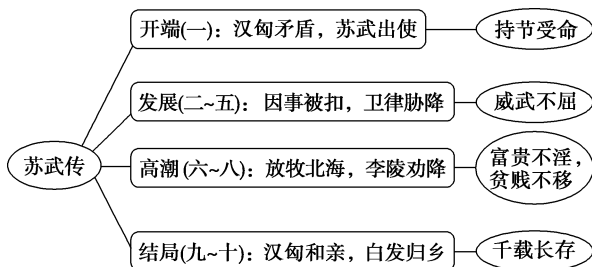 苏武传
开端(一)：汉匈矛盾，苏武出使
持节受命
发展(二~五)：因事被扣，卫律胁降
威武不屈
高潮(六~八)：放牧北海，李陵劝降
富贵不淫，
贫贱不移
结局(九~十)：汉匈和亲，白发归乡
千载长存